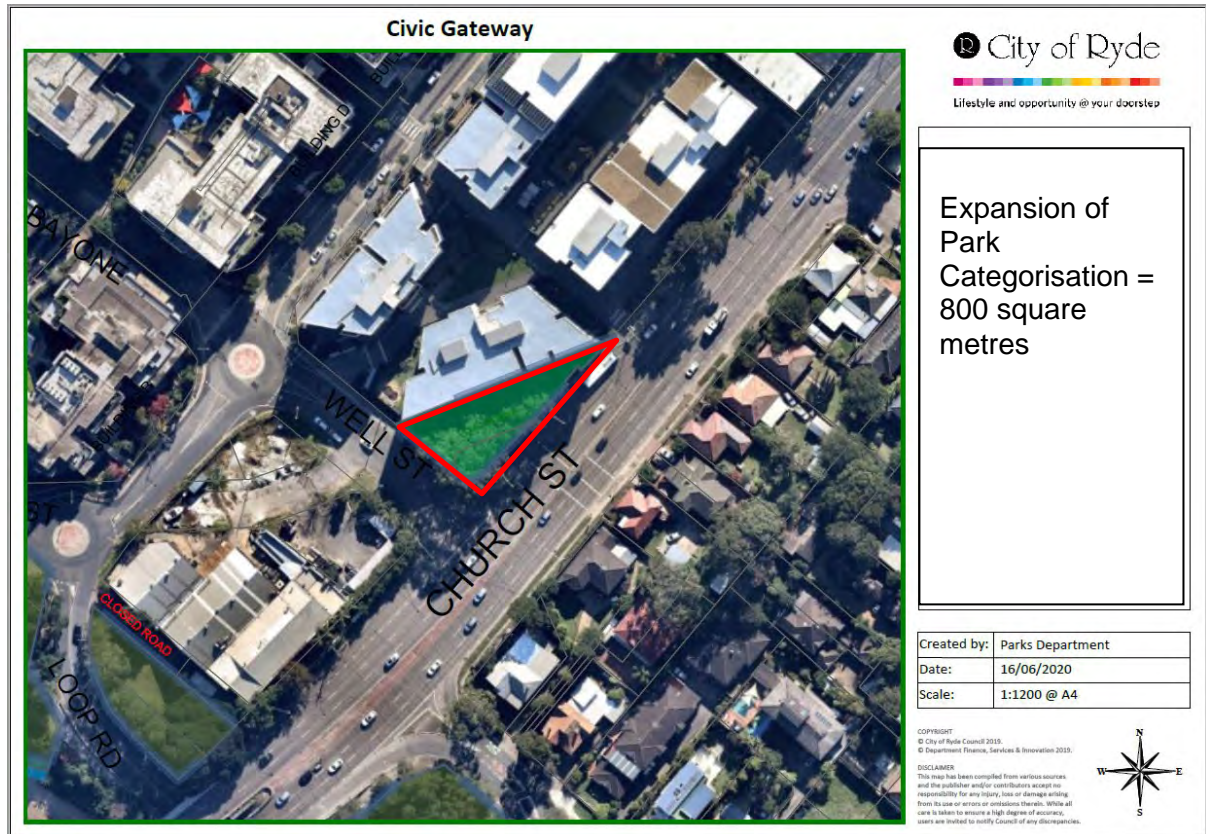 Civic Gateway
R City of Ryde
Lifestyle and opportunity @ your doorstep
Expansion of
Park
Categorisation =
800 square
metres
BUILDING D
BAYONE
WELL ST
CHURCH ST
ST
CLOSED ROAD
LOOP RD
Created by: Parks Department
Date: 16/06/2020
Scale: 1:1200 @ A4
COPYRIGHT
© City of Ryde Council 2019.
© Department Finance, Services & Innovation 2019.
DISCLAIMER
This map has been compiled from various sources
and the publisher and/or contributors accept no
responsibility for any injury, loss or damage arising
from its use or errors or omissions therein. While all
care is taken to ensure a high degree of accuracy,
users are invited to notify Council of any discrepancies.
N
W E
S